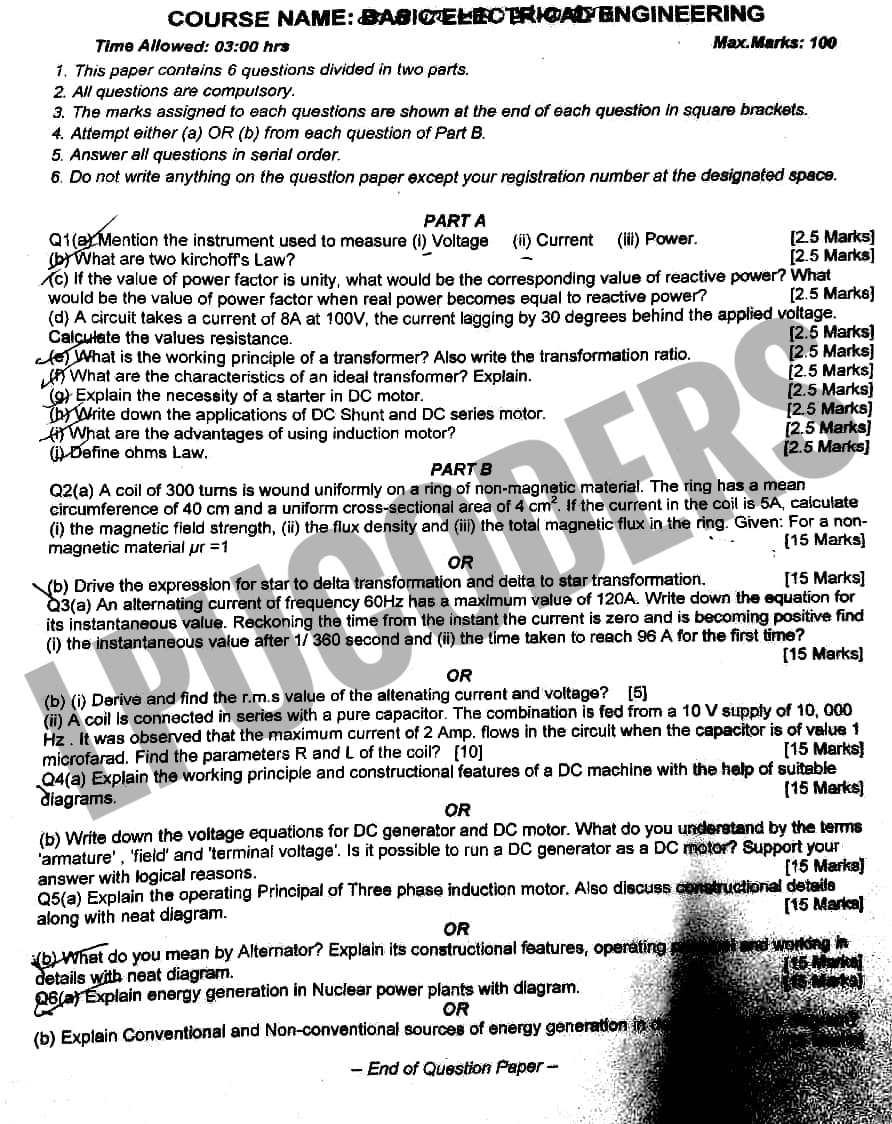 COURSE NAME: BASIC ELECTRICAL ENGINEERING
Time Allowed: 03:00 hrs Max.Marks: 100
1. This paper contains 6 questions divided in two parts.
2. All questions are compulsory.
3. The marks assigned to each questions are shown at the end of each question in square brackets.
4. Attempt either (a) OR (b) from each question of Part B.
5. Answer all questions in serial order.
6. Do not write anything on the question paper except your registration number at the designated space.
PART A
Q1(a) Mention the instrument used to measure (i) Voltage (ii) Current (iii) Power. [2.5 Marks]
(b) What are two kirchoff's Law? [2.5 Marks]
(c) If the value of power factor is unity, what would be the corresponding value of reactive power? What
would be the value of power factor when real power becomes equal to reactive power? [2.5 Marks]
(d) A circuit takes a current of 8A at 100V, the current lagging by 30 degrees behind the applied voltage.
Calculate the values resistance. [2.5 Marks]
(e) What is the working principle of a transformer? Also write the transformation ratio. [2.5 Marks]
(f) What are the characteristics of an ideal transformer? Explain. [2.5 Marks]
(g) Explain the necessity of a starter in DC motor. [2.5 Marks]
(h) Write down the applications of DC Shunt and DC series motor. [2.5 Marks]
(i) What are the advantages of using induction motor? [2.5 Marks]
(j) Define ohms Law. [2.5 Marks]
PART B
Q2(a) A coil of 300 turns is wound uniformly on a ring of non-magnetic material. The ring has a mean
circumference of 40 cm and a uniform cross-sectional area of 4 cm². If the current in the coil is 5A, calculate
(i) the magnetic field strength, (ii) the flux density and (iii) the total magnetic flux in the ring. Given: For a non-
magnetic material µr =1 [15 Marks]
OR
(b) Drive the expression for star to delta transformation and delta to star transformation. [15 Marks]
Q3(a) An alternating current of frequency 60Hz has a maximum value of 120A. Write down the equation for
its instantaneous value. Reckoning the time from the instant the current is zero and is becoming positive find
(i) the instantaneous value after 1/ 360 second and (ii) the time taken to reach 96 A for the first time?
[15 Marks]
OR
(b) (i) Derive and find the r.m.s value of the altenating current and voltage? [5]
(ii) A coil is connected in series with a pure capacitor. The combination is fed from a 10 V supply of 10, 000
Hz . It was observed that the maximum current of 2 Amp. flows in the circuit when the capacitor is of value 1
microfarad. Find the parameters R and L of the coil? [10] [15 Marks]
Q4(a) Explain the working principle and constructional features of a DC machine with the help of suitable
diagrams. [15 Marks]
OR
(b) Write down the voltage equations for DC generator and DC motor. What do you understand by the terms
'armature' , 'field' and 'terminal voltage'. Is it possible to run a DC generator as a DC motor? Support your
answer with logical reasons. [15 Marks]
Q5(a) Explain the operating Principal of Three phase induction motor. Also discuss constructional details
along with neat diagram. [15 Marks]
OR
(b) What do you mean by Alternator? Explain its constructional features, operating and working in
details with neat diagram. [15 Marks]
Q6(a) Explain energy generation in Nuclear power plants with diagram. [15 Marks]
OR
(b) Explain Conventional and Non-conventional sources of energy generation in
– End of Question Paper –
LPUCODERS